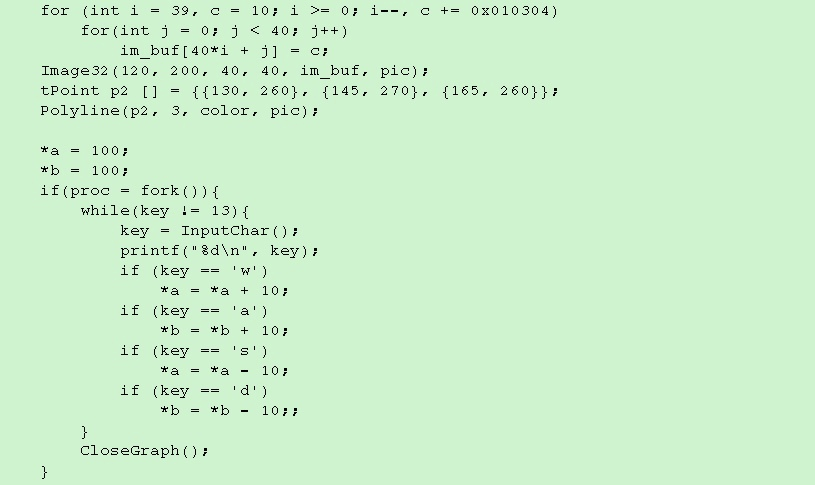 for (int i = 39, c = 10; i >= 0; i--, c += 0x010304)
    for(int j = 0; j < 40; j++)
        im_buf[40*i + j] = c;
Image32(120, 200, 40, 40, im_buf, pic);
tPoint p2 [] = {{130, 260}, {145, 270}, {165, 260}};
Polyline(p2, 3, color, pic);

*a = 100;
*b = 100;
if(proc = fork()){
    while(key != 13){
        key = InputChar();
        printf("%d\n", key);
        if (key == 'w')
            *a = *a + 10;
        if (key == 'a')
            *b = *b + 10;
        if (key == 's')
            *a = *a - 10;
        if (key == 'd')
            *b = *b - 10;;
    }
    CloseGraph();
}